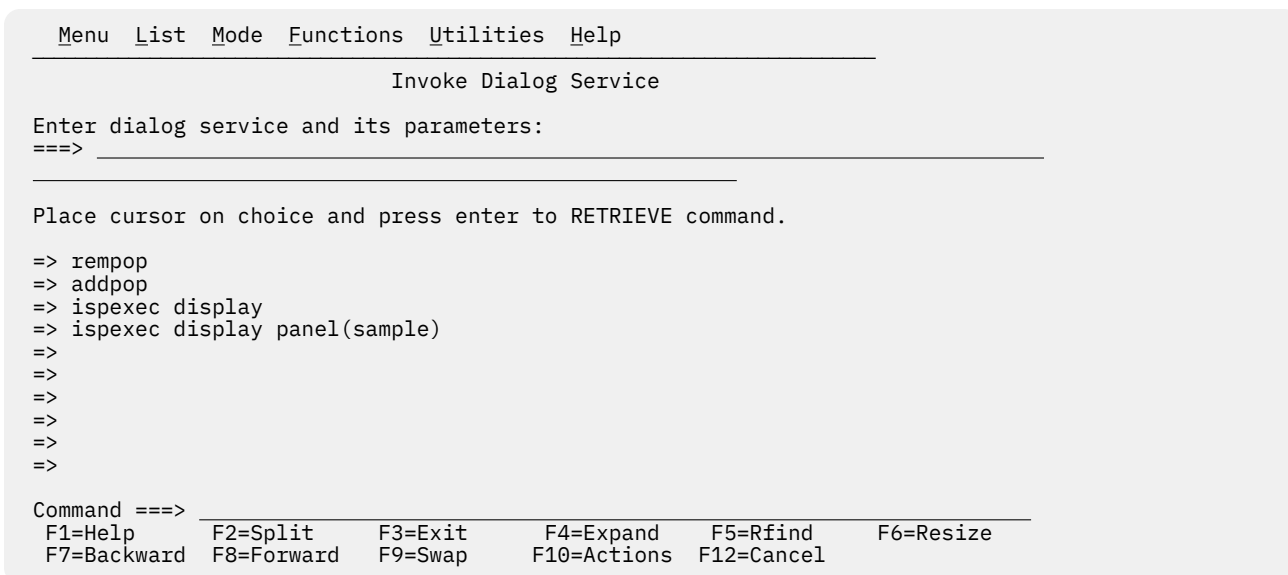 Menu List Mode Functions Utilities Help
Invoke Dialog Service
Enter dialog service and its parameters:
===>
Place cursor on choice and press enter to RETRIEVE command.
=> rempop
=> addpop
=> ispexec display
=> ispexec display panel(sample)
=>
=>
=>
=>
=>
=>
Command ===>
F1=Help F2=Split F3=Exit F4=Expand F5=Rfind F6=Resize
F7=Backward F8=Forward F9=Swap F10=Actions F12=Cancel